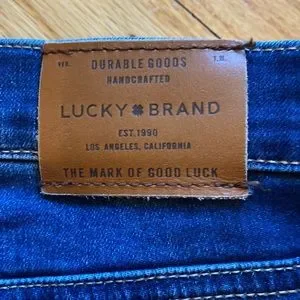 DURABLE GOODS
HANDCRAFTED
LUCKY BRAND
EST. 1990
LOS ANGELES, CALIFORNIA
THE MARK OF GOOD LUCK